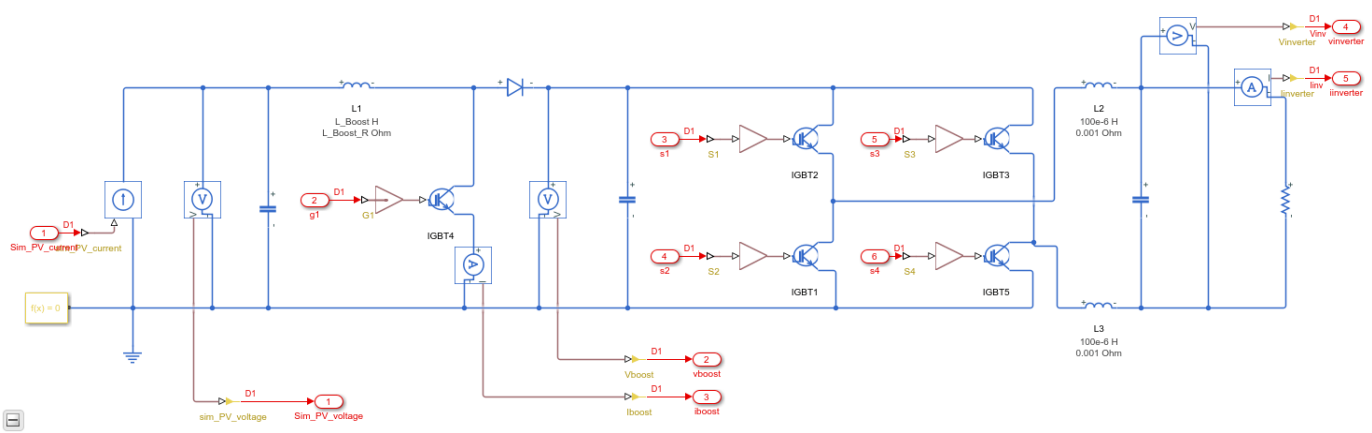 D1
Vinverter
Vinv
4
vinverter
D1
Iinverter
Iinv
5
iinverter
V
A
I
L1
L_Boost H
L_Boost_R Ohm
L2
100e-6 H
0.001 Ohm
3
s1
D1
S1
IGBT2
5
s3
D1
S3
IGBT3
V
2
g1
D1
G1
IGBT4
V
1
Sim_PV_current
D1
4
s2
D1
S2
IGBT1
6
s4
D1
S4
IGBT5
A
f(x) = 0
L3
100e-6 H
0.001 Ohm
D1
Vboost
2
vboost
D1
Iboost
3
iboost
D1
sim_PV_voltage
1
Sim_PV_voltage